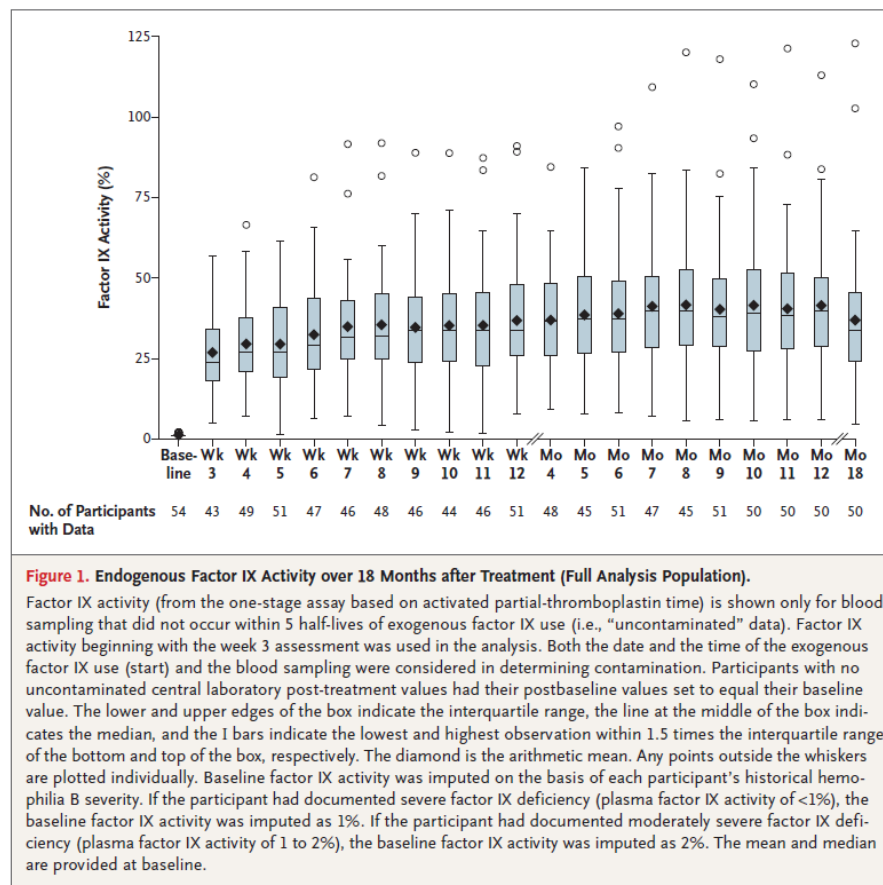 125
100
75
50
25
0
Factor IX Activity (%)
Base- Wk Wk Wk Wk Wk Wk Wk Wk Wk Wk Mo Mo Mo Mo Mo Mo Mo Mo Mo Mo
line 3 4 5 6 7 8 9 10 11 12 4 5 6 7 8 9 10 11 12 18
No. of Participants 54 43 49 51 47 46 48 46 44 46 51 48 45 51 47 45 51 50 50 50 50
with Data
Figure 1. Endogenous Factor IX Activity over 18 Months after Treatment (Full Analysis Population).
Factor IX activity (from the one-stage assay based on activated partial-thromboplastin time) is shown only for blood
sampling that did not occur within 5 half-lives of exogenous factor IX use (i.e., “uncontaminated” data). Factor IX
activity beginning with the week 3 assessment was used in the analysis. Both the date and the time of the exogenous
factor IX use (start) and the blood sampling were considered in determining contamination. Participants with no
uncontaminated central laboratory post-treatment values had their postbaseline values set to equal their baseline
value. The lower and upper edges of the box indicate the interquartile range, the line at the middle of the box indi-
cates the median, and the I bars indicate the lowest and highest observation within 1.5 times the interquartile range
of the bottom and top of the box, respectively. The diamond is the arithmetic mean. Any points outside the whiskers
are plotted individually. Baseline factor IX activity was imputed on the basis of each participant’s historical hemo-
philia B severity. If the participant had documented severe factor IX deficiency (plasma factor IX activity of <1%), the
baseline factor IX activity was imputed as 1%. If the participant had documented moderately severe factor IX defi-
ciency (plasma factor IX activity of 1 to 2%), the baseline factor IX activity was imputed as 2%. The mean and median
are provided at baseline.